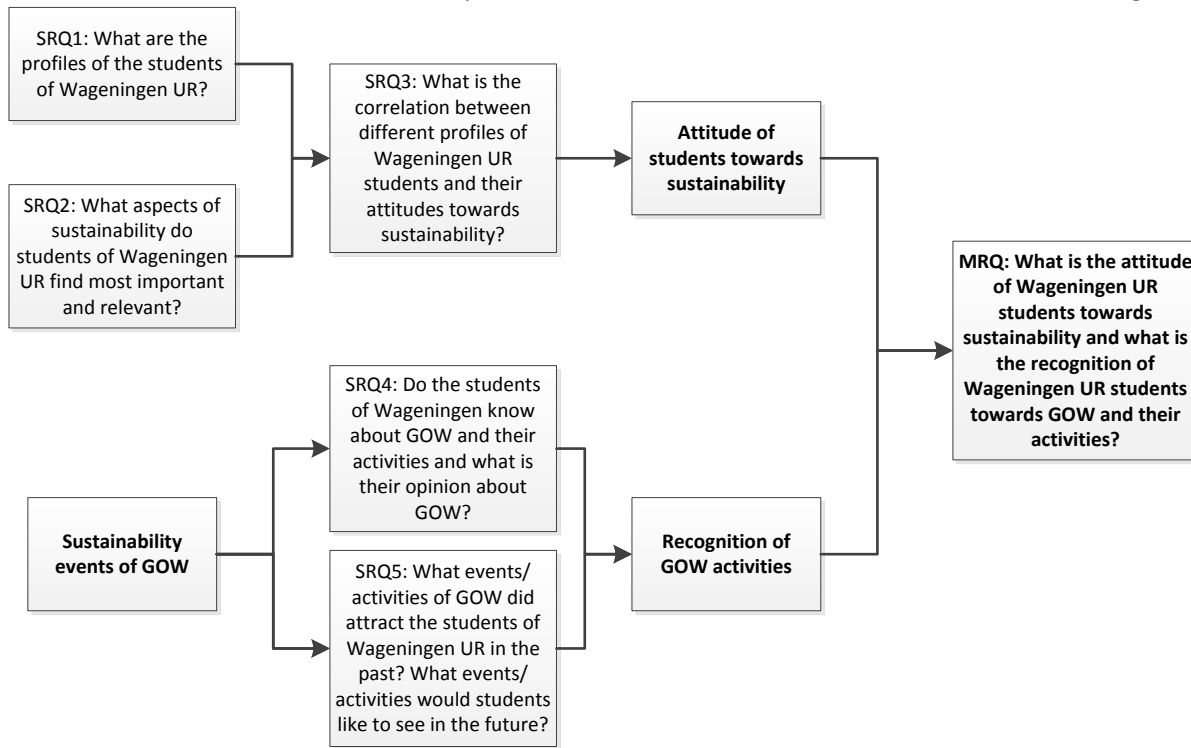 SRQ1: What are the
profiles of the students
of Wageningen UR?
SRQ2: What aspects of
sustainability do
students of Wageningen
UR find most important
and relevant?
SRQ3: What is the
correlation between
different profiles of
Wageningen UR
students and their
attitudes towards
sustainability?
Attitude of
students towards
sustainability
MRQ: What is the attitude
of Wageningen UR
students towards
sustainability and what is
the recognition of
Wageningen UR students
towards GOW and their
activities?
Sustainability
events of GOW
SRQ4: Do the students
of Wageningen know
about GOW and their
activities and what is
their opinion about
GOW?
SRQ5: What events/
activities of GOW did
attract the students of
Wageningen UR in the
past? What events/
activities would students
like to see in the future?
Recognition of
GOW activities